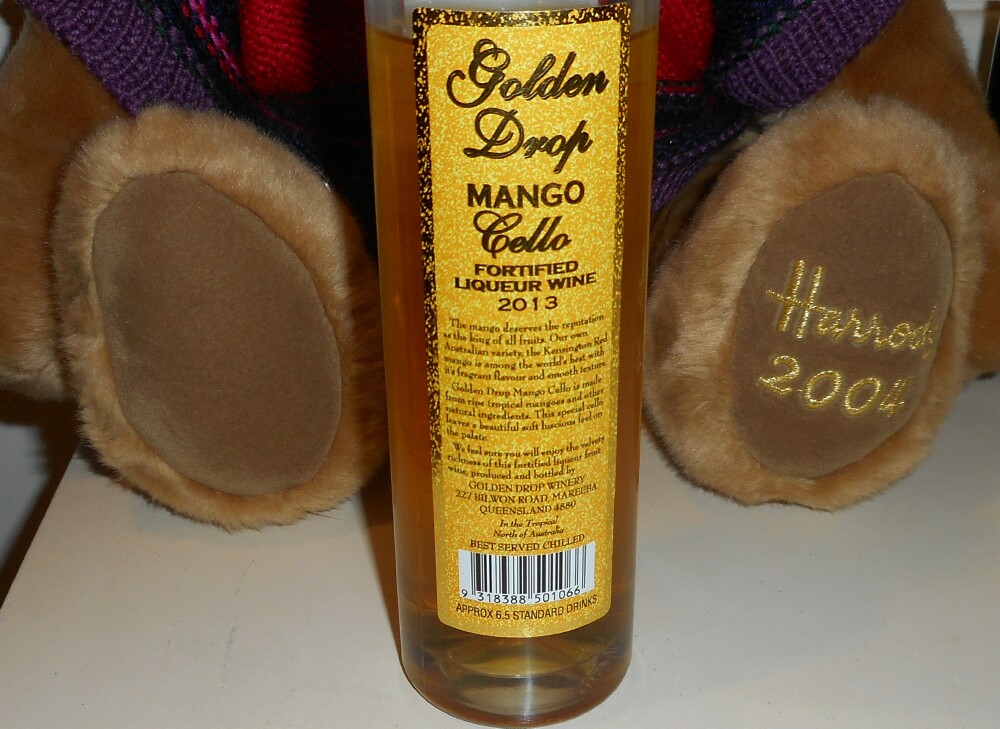 Golden
Drop
MANGO
Cello
FORTIFIED
LIQUEUR WINE
2013
The mango deserves the reputation
as the king of all fruits. Our own
Australian variety, the Kensington Red
mango is among the world's best with
it's fragrant flavour and smooth texture.
Golden Drop Mango Cello is made
from ripe tropical mangoes and other
natural ingredients. This special cello
leaves a beautiful soft luscious feel on
the palate.
We feel sure you will enjoy the velvety
richness of this fortified liqueur fruit
wine, produced and bottled by
GOLDEN DROP WINERY
227 BILWON ROAD, MAREEBA
QUEENSLAND 4880
In the Tropical
North of Australia
BEST SERVED CHILLED
9 318388 501066
APPROX 6.5 STANDARD DRINKS
Harrods
2004